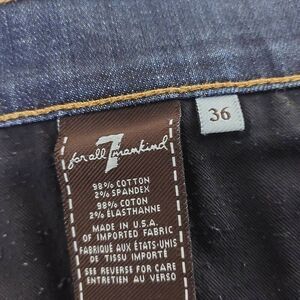 for all 7 mankind
36
98% COTTON
2% SPANDEX
98% COTON
2% ÉLASTHANNE
MADE IN U.S.A.
OF IMPORTED FABRIC
FABRIQUÉ AUX ÉTATS-UNIS
DE TISSU IMPORTÉ
SEE REVERSE FOR CARE
ENTRETIEN AU VERSO